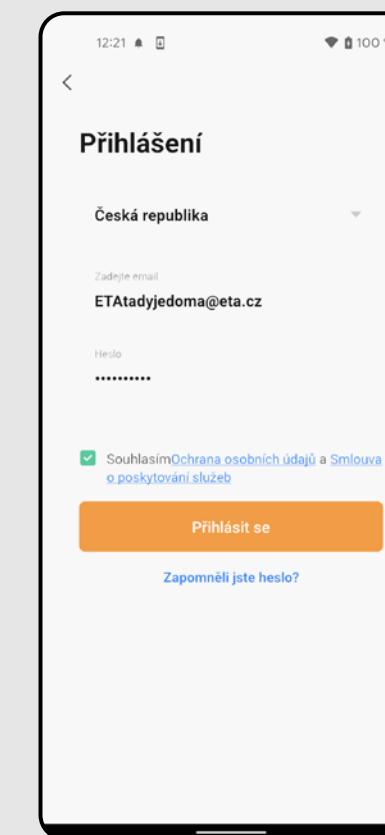 12:21 100
Přihlášení
Česká republika
Zadejte email
ETAtadyjedoma@eta.cz
Heslo
••••••••••
SouhlasímOchrana osobních údajů a Smlouva
o poskytování služeb
Přihlásit se
Zapomněli jste heslo?